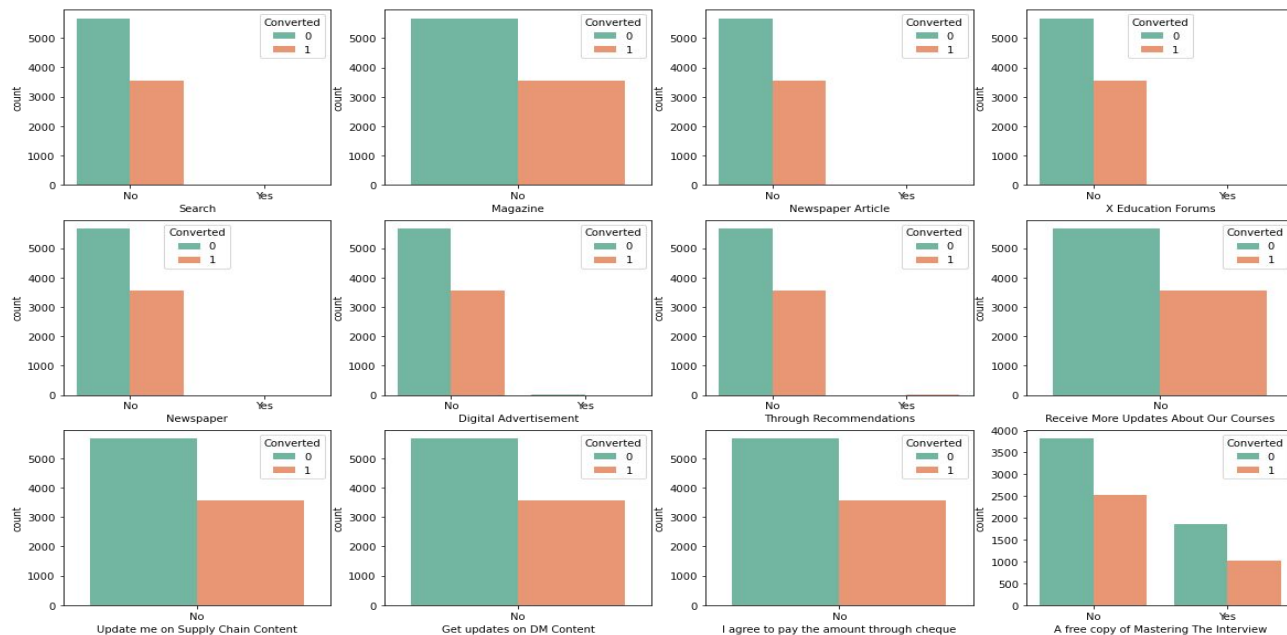 Converted
0
1
5000
4000
3000
2000
1000
0
count
No
Yes
Search
Converted
0
1
5000
4000
3000
2000
1000
0
count
No
Magazine
Converted
0
1
5000
4000
3000
2000
1000
0
count
No
Yes
Newspaper Article
Converted
0
1
5000
4000
3000
2000
1000
0
count
No
Yes
X Education Forums
Converted
0
1
5000
4000
3000
2000
1000
0
count
No
Yes
Newspaper
Converted
0
1
5000
4000
3000
2000
1000
0
count
No
Yes
Digital Advertisement
Converted
0
1
5000
4000
3000
2000
1000
0
count
No
Yes
Through Recommendations
Converted
0
1
5000
4000
3000
2000
1000
0
count
No
Receive More Updates About Our Courses
Converted
0
1
5000
4000
3000
2000
1000
0
count
No
Update me on Supply Chain Content
Converted
0
1
5000
4000
3000
2000
1000
0
count
No
Get updates on DM Content
Converted
0
1
5000
4000
3000
2000
1000
0
count
No
I agree to pay the amount through cheque
Converted
0
1
4000
3500
3000
2500
2000
1500
1000
500
0
count
No
Yes
A free copy of Mastering The Interview